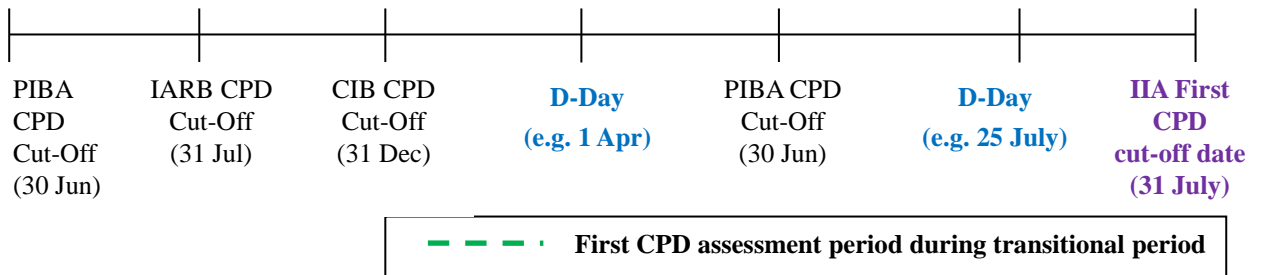 PIBA
CPD
Cut-Off
(30 Jun)
IARB CPD
Cut-Off
(31 Jul)
CIB CPD
Cut-Off
(31 Dec)
D-Day
(e.g. 1 Apr)
PIBA CPD
Cut-Off
(30 Jun)
D-Day
(e.g. 25 July)
IIA First
CPD
cut-off date
(31 July)
First CPD assessment period during transitional period